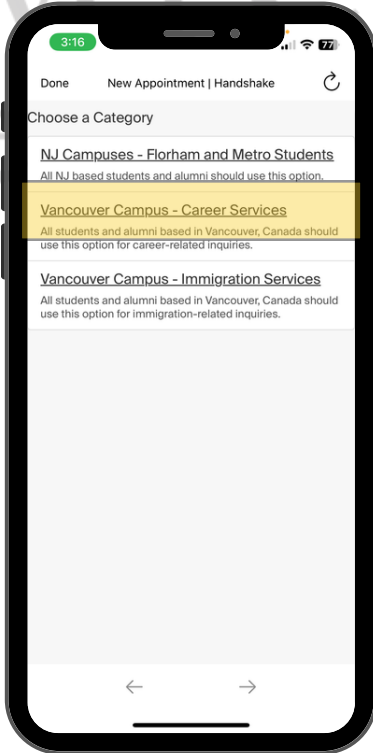 3:16
77
Done New Appointment | Handshake
Choose a Category
NJ Campuses - Florham and Metro Students
All NJ based students and alumni should use this option.
Vancouver Campus - Career Services
All students and alumni based in Vancouver, Canada should
use this option for career-related inquiries.
Vancouver Campus - Immigration Services
All students and alumni based in Vancouver, Canada should
use this option for immigration-related inquiries.